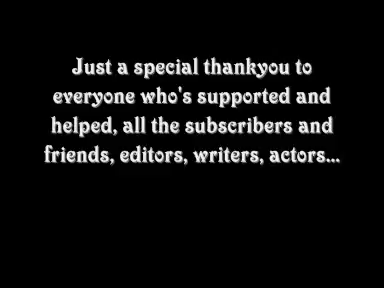 Just a special thankyou to
everyone who's supported and
helped, all the subscribers and
friends, editors, writers, actors...